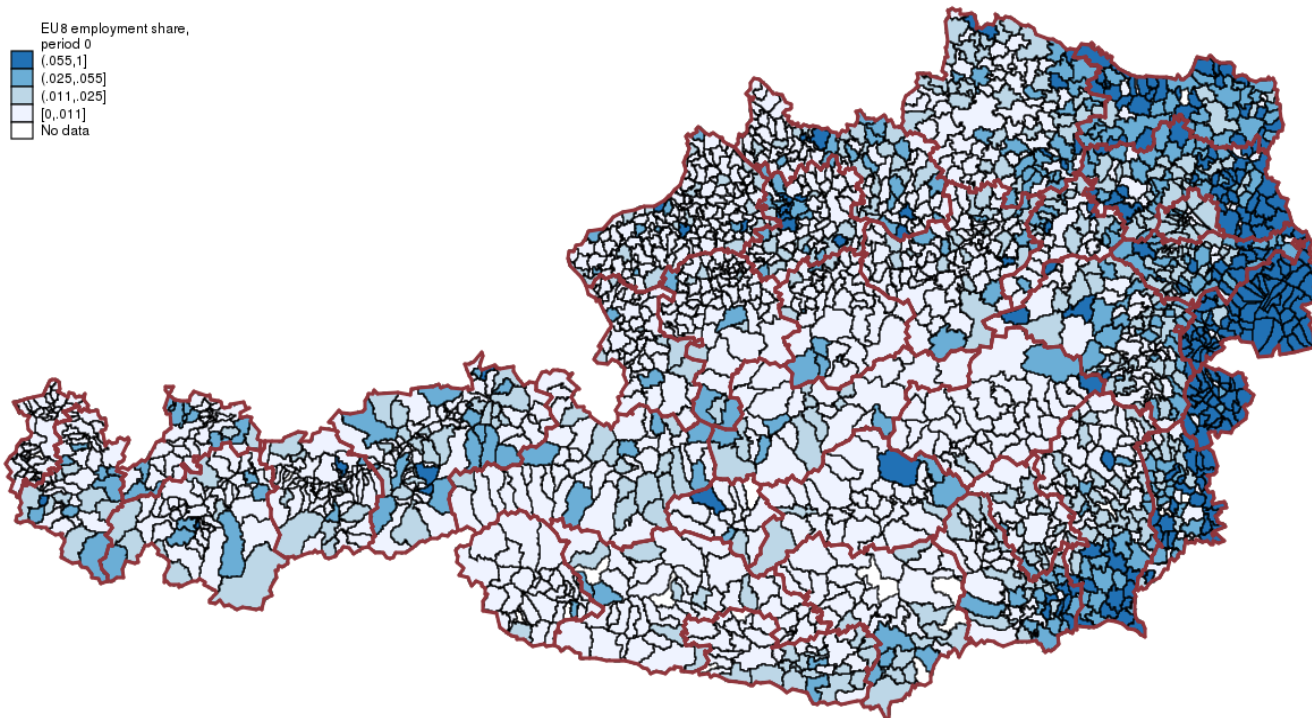 EU8 employment share,
period 0
(.055,1]
(.025,.055]
(.011,.025]
[0,.011]
No data